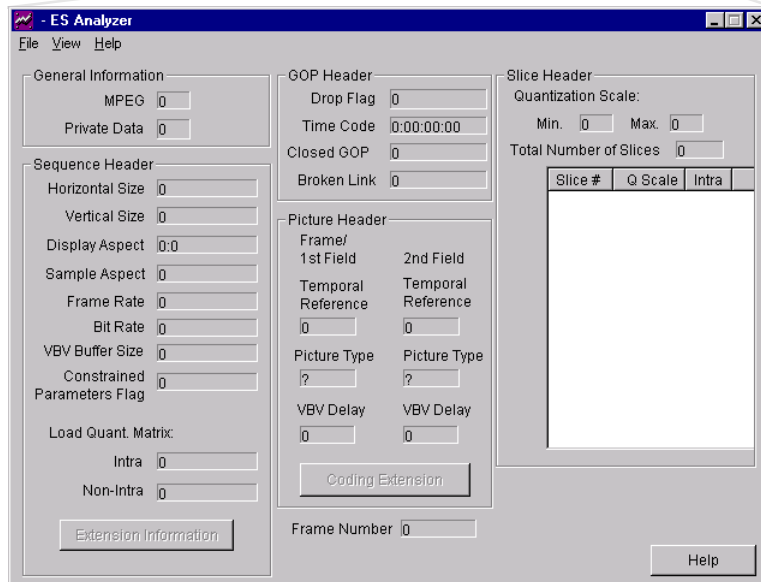 - ES Analyzer
File View Help
General Information
MPEG 0
Private Data 0
Sequence Header
Horizontal Size 0
Vertical Size 0
Display Aspect 0:0
Sample Aspect 0
Frame Rate 0
Bit Rate 0
VBV Buffer Size 0
Constrained
Parameters Flag 0
Load Quant. Matrix:
Intra 0
Non-Intra 0
Extension Information
GOP Header
Drop Flag 0
Time Code 0:00:00:00
Closed GOP 0
Broken Link 0
Picture Header
Frame/
1st Field 2nd Field
Temporal Temporal
Reference Reference
0 0
Picture Type Picture Type
? ?
VBV Delay VBV Delay
0 0
Coding Extension
Frame Number 0
Slice Header
Quantization Scale:
Min. 0 Max. 0
Total Number of Slices 0
Slice # Q Scale Intra
Help